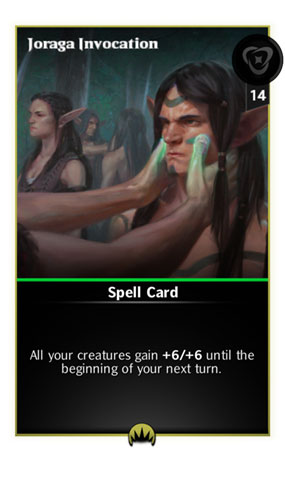 Joraga Invocation
14
Spell Card
All your creatures gain +6/+6 until the
beginning of your next turn.